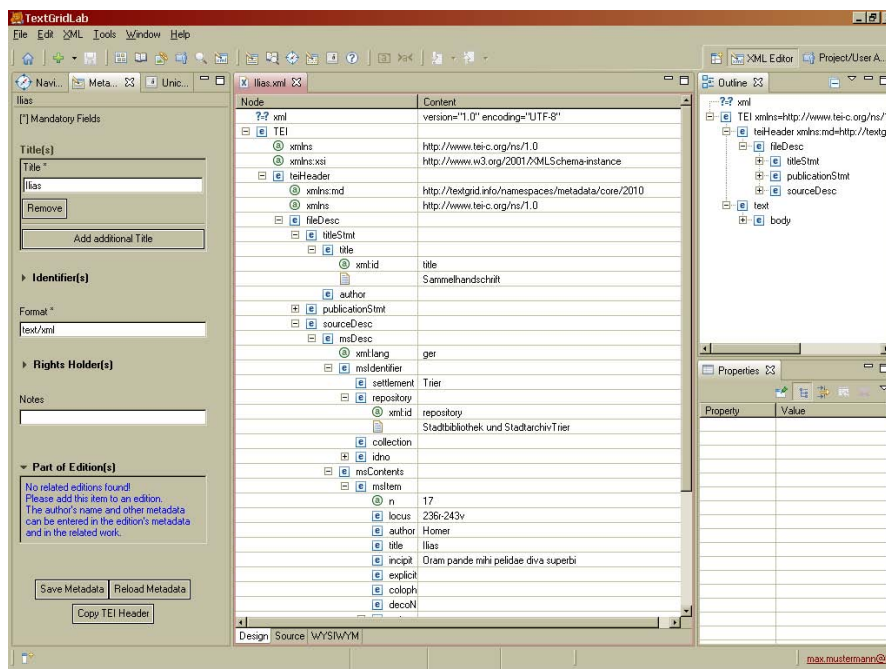 TextGridLab
File Edit XML Tools Window Help
XML Editor Project/User A...
Navi... Meta... Unic...
Ilias
[*] Mandatory Fields
Title(s)
Title *
Ilias
Remove
Add additional Title
Identifier(s)
Format *
text/xml
Rights Holder(s)
Notes
Part of Edition(s)
No related editions found!
Please add this item to an edition.
The author's name and other metadata
can be entered in the edition's metadata
and in the related work.
Save Metadata Reload Metadata
Copy TEI Header
Ilias.xml
Node Content
?=? xml version="1.0" encoding="UTF-8"
TEI
xmlns http://www.tei-c.org/ns/1.0
xmlns:xsi http://www.w3.org/2001/XMLSchema-instance
teiHeader
xmlns:md http://textgrid.info/namespaces/metadata/core/2010
xmlns http://www.tei-c.org/ns/1.0
fileDesc
titleStmt
title
xml:id title
Sammelhandschrift
author
publicationStmt
sourceDesc
msDesc
xml:lang ger
msIdentifier
settlement Trier
repository
xml:id repository
Stadtbibliothek und StadtarchivTrier
collection
idno
msContents
msItem
n 17
locus 236r-243v
author Homer
title Ilias
incipit Oram pande mihi pelidae diva superbi
explicit
coloph
decoN
Design Source WYSIWYM
Outline
?=? xml
TEI xmlns=http://www.tei-c.org/ns/1
teiHeader xmlns:md=http://textg
fileDesc
titleStmt
publicationStmt
sourceDesc
text
body
Properties
Property Value
max.mustermann@